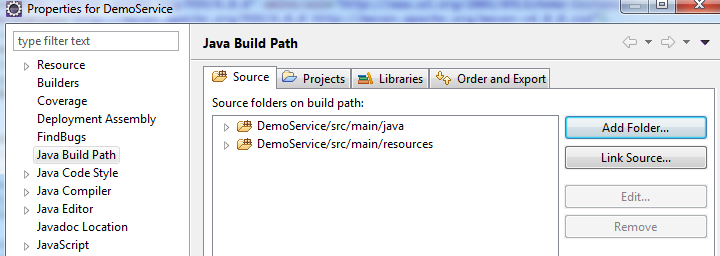 Properties for DemoService
type filter text
Resource
Builders
Coverage
Deployment Assembly
FindBugs
Java Build Path
Java Code Style
Java Compiler
Java Editor
Javadoc Location
JavaScript
Java Build Path
Source Projects Libraries Order and Export
Source folders on build path:
DemoService/src/main/java
DemoService/src/main/resources
Add Folder...
Link Source...
Edit...
Remove